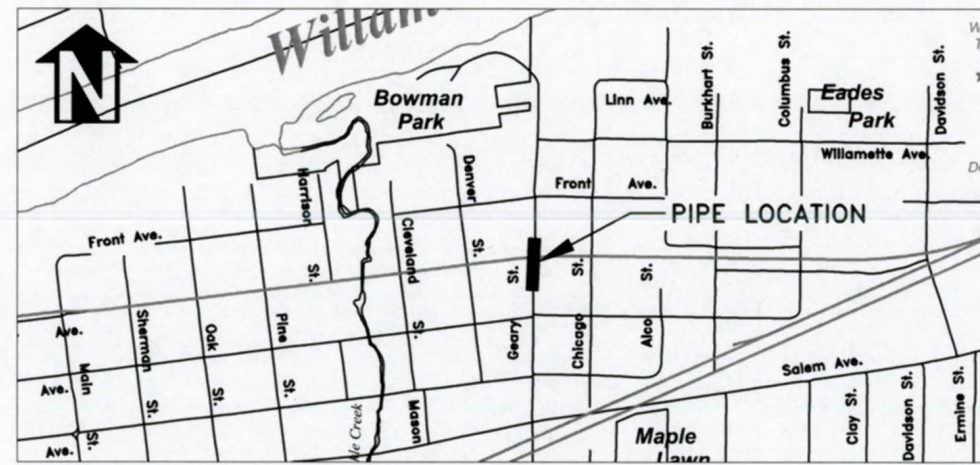 N
Bowman
Park
Linn Ave.
Burkhart St.
Columbus St.
Eades
Park
Davidson St.
Willamette Ave.
Harrison
St.
Denver
St.
Front Ave.
PIPE LOCATION
Front Ave.
Cleveland
St.
Geary St.
Chicago St.
Alco St.
Ave.
Sherman
St.
Oak
St.
Pine
St.
Main
St.
Ave.
Ave.
Mason
Salem Ave.
Clay St.
Davidson St.
Ermine St.
Maple
Lawn